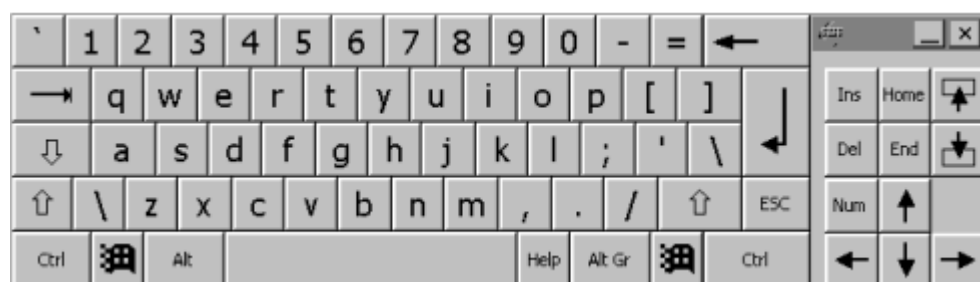 ` 1 2 3 4 5 6 7 8 9 0 - =
q w e r t y u i o p [ ] Ins Home
a s d f g h j k l ; ' \ Del End
\ z x c v b n m , . / ESC Num
Ctrl Alt Help Alt Gr Ctrl